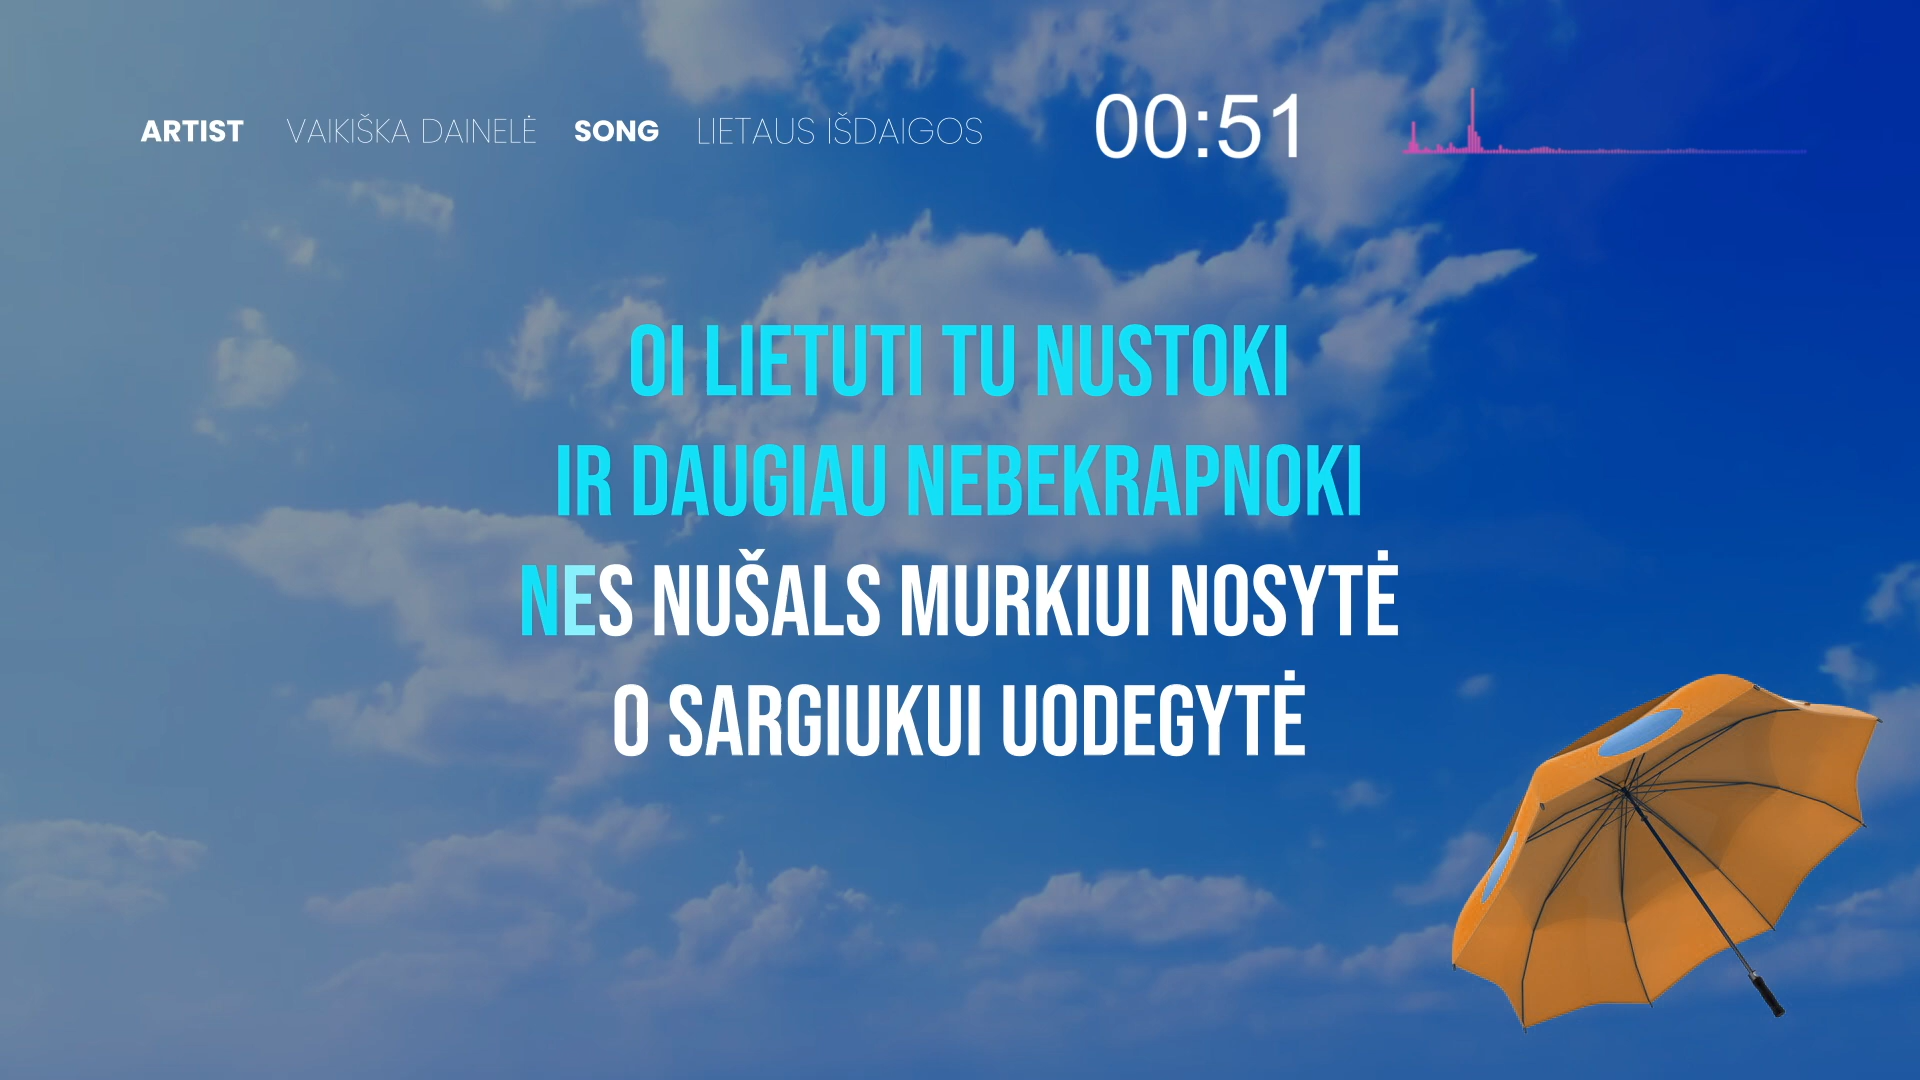 ARTIST VAIKIŠKA DAINELĖ SONG LIETAUS IŠDAIGOS 00:51
OI LIETUTI TU NUSTOKI
IR DAUGIAU NEBEKRAPNOKI
NES NUŠALS MURKIUI NOSYTĖ
O SARGIUKUI UODEGYTĖ